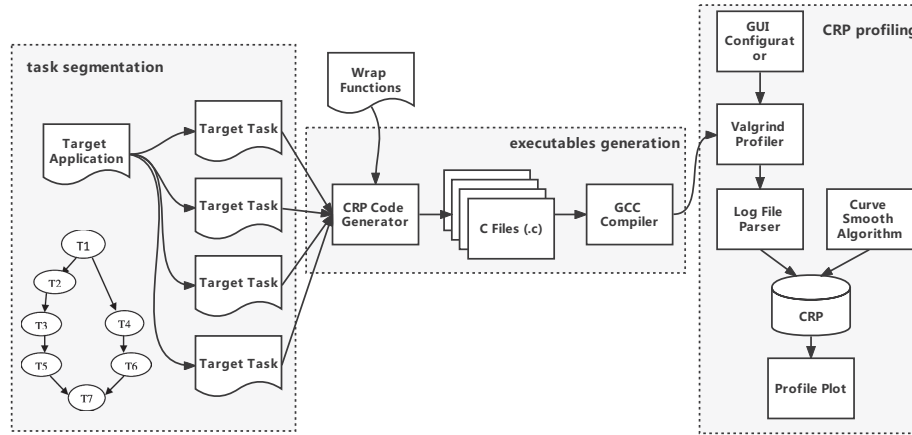 task segmentation
Target
Application
Target Task
Target Task
Target Task
Target Task
T1
T2
T3
T4
T5
T6
T7
Wrap
Functions
executables generation
CRP Code
Generator
C Files (.c)
GCC
Compiler
CRP profiling
GUI
Configurat
or
Valgrind
Profiler
Log File
Parser
Curve
Smooth
Algorithm
CRP
Profile Plot